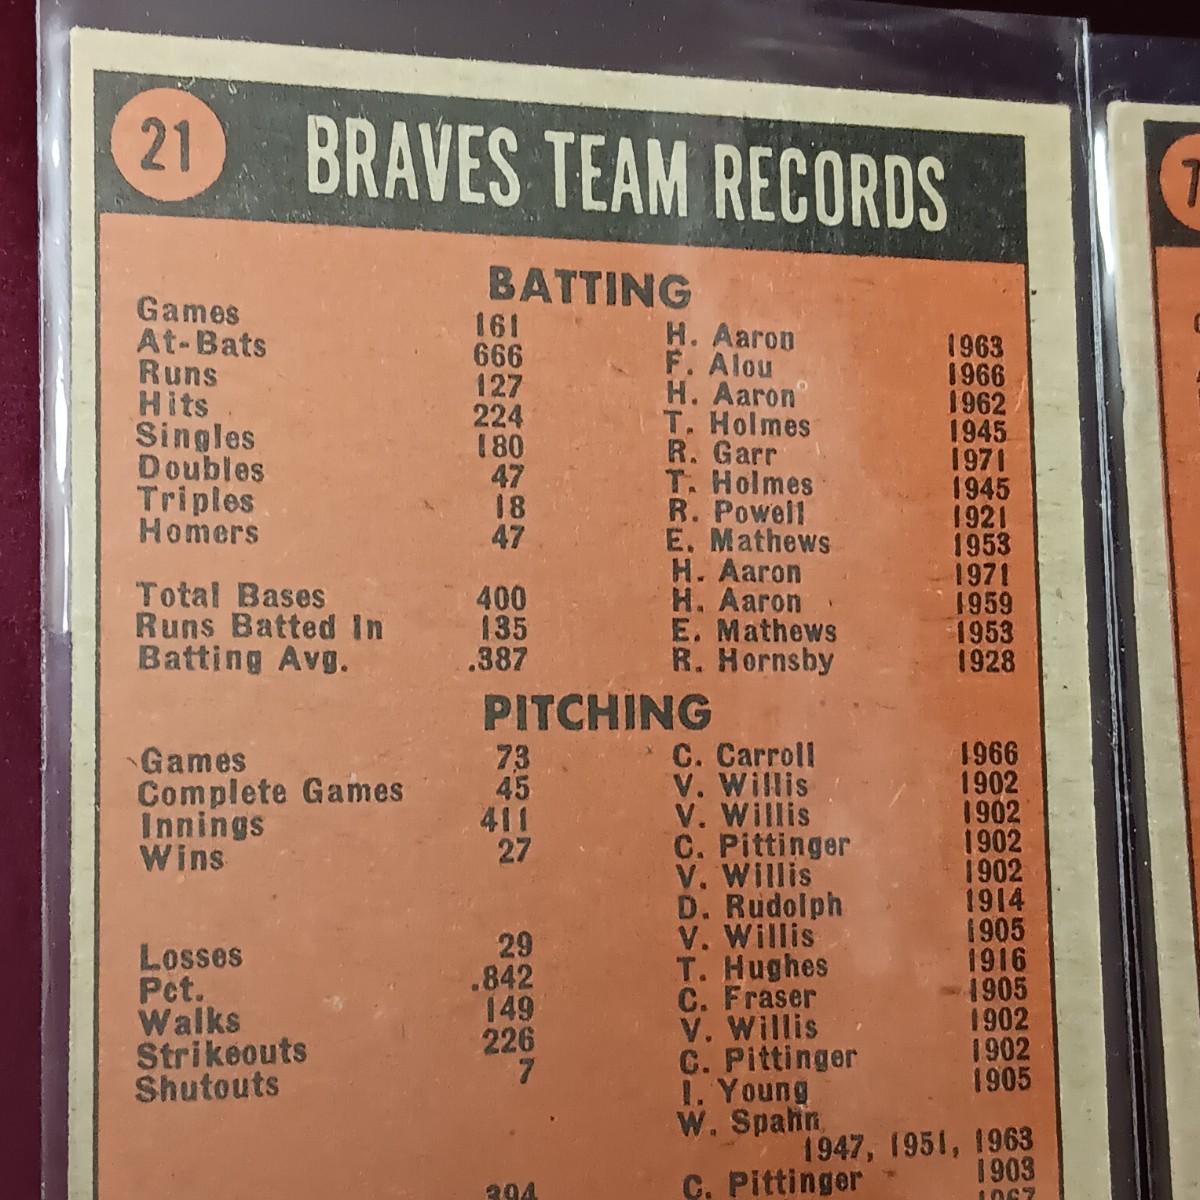 21 BRAVES TEAM RECORDS
BATTING
Games 161 H. Aaron 1963
At-Bats 666 F. Alou 1966
Runs 127 H. Aaron 1962
Hits 224 T. Holmes 1945
Singles 180 R. Garr 1971
Doubles 47 T. Holmes 1945
Triples 18 R. Powell 1921
Homers 47 E. Mathews 1953
H. Aaron 1971
Total Bases 400 H. Aaron 1959
Runs Batted In 135 E. Mathews 1953
Batting Avg. .387 R. Hornsby 1928
PITCHING
Games 73 C. Carroll 1966
Complete Games 45 V. Willis 1902
Innings 411 V. Willis 1902
Wins 27 C. Pittinger 1902
V. Willis 1902
D. Rudolph 1914
Losses 29 V. Willis 1905
Pct. .842 T. Hughes 1916
Walks 149 C. Fraser 1905
Strikeouts 226 V. Willis 1902
Shutouts 7 C. Pittinger 1902
I. Young 1905
W. Spahn
1947, 1951, 1963
C. Pittinger 1903
394 1967
7